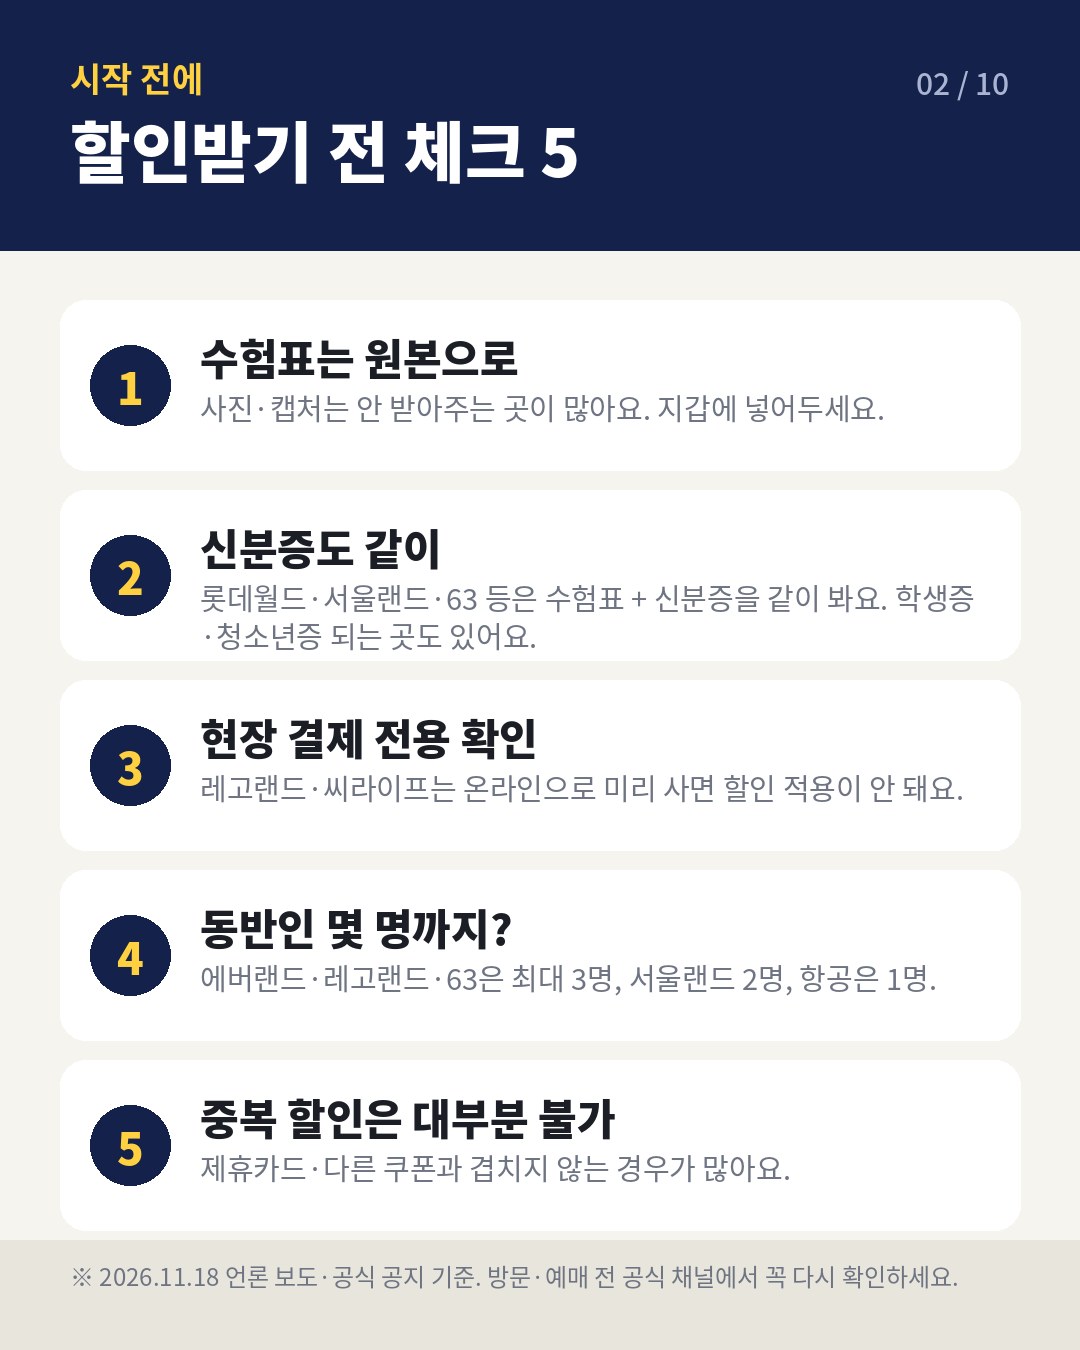 시작 전에
02 / 10
할인받기 전 체크 5
1
수험표는 원본으로
사진·캡처는 안 받아주는 곳이 많아요. 지갑에 넣어두세요.
2
신분증도 같이
롯데월드·서울랜드·63 등은 수험표 + 신분증을 같이 봐요. 학생증
·청소년증 되는 곳도 있어요.
3
현장 결제 전용 확인
레고랜드·씨라이프는 온라인으로 미리 사면 할인 적용이 안 돼요.
4
동반인 몇 명까지?
에버랜드·레고랜드·63은 최대 3명, 서울랜드 2명, 항공은 1명.
5
중복 할인은 대부분 불가
제휴카드·다른 쿠폰과 겹치지 않는 경우가 많아요.
※ 2026.11.18 언론 보도·공식 공지 기준. 방문·예매 전 공식 채널에서 꼭 다시 확인하세요.